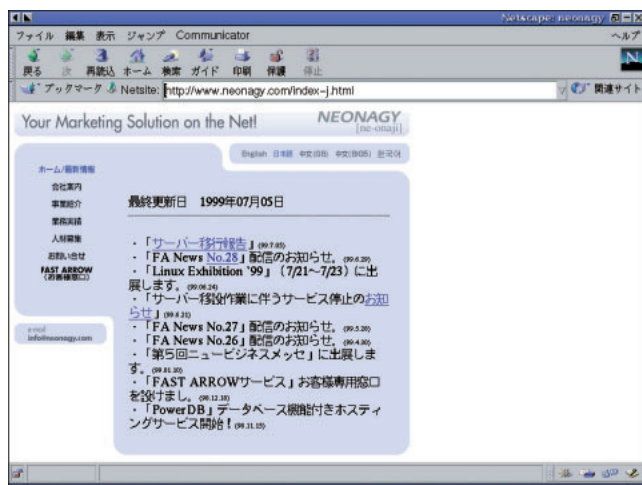 Netscape: neonagy
ファイル 編集 表示 ジャンプ Communicator ヘルプ
戻る 次 再読込 ホーム 検索 ガイド 印刷 保護 停止
ブックマーク Netsite: http://www.neonagy.com/index-j.html 関連サイト
Your Marketing Solution on the Net!
NEONAGY
[ne-onaji]
English 日本語 中文(GB) 中文(BIG5) 한국어
ホーム/最新情報
会社案内
事業紹介
業務実績
人材募集
お問い合せ
FAST ARROW
(お客様窓口)
e-mail
info@neonagy.com
最終更新日 1999年07月05日
・「サーバー移行報告」(99.7.05)
・「FA News No.28」配信のお知らせ。(99.6.29)
・「Linux Exhibition '99」(7/21～7/23)に出
展します。(99.06.24)
・「サーバー移設作業に伴うサービス停止のお知
らせ」(99.6.21)
・「FA News No.27」配信のお知らせ。(99.5.28)
・「FA News No.26」配信のお知らせ。(99.4.30)
・「第5回ニュービジネスメッセ」に出展しま
す。(99.01.20)
・「FAST ARROWサービス」お客様専用窓口
を設けまし。(98.12.18)
・「PowerDB」データベース機能付きホスティ
ングサービス開始！(98.11.15)